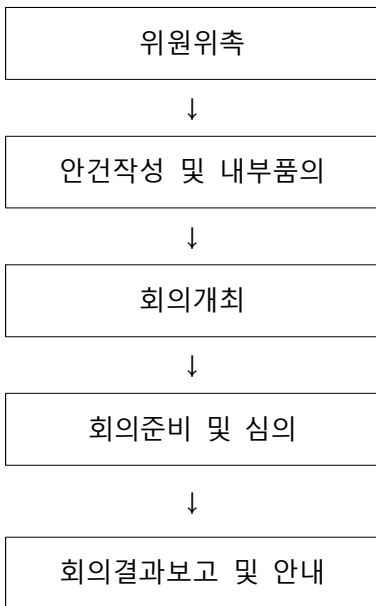 위원위촉
↓
안건작성 및 내부품의
↓
회의개최
↓
회의준비 및 심의
↓
회의결과보고 및 안내